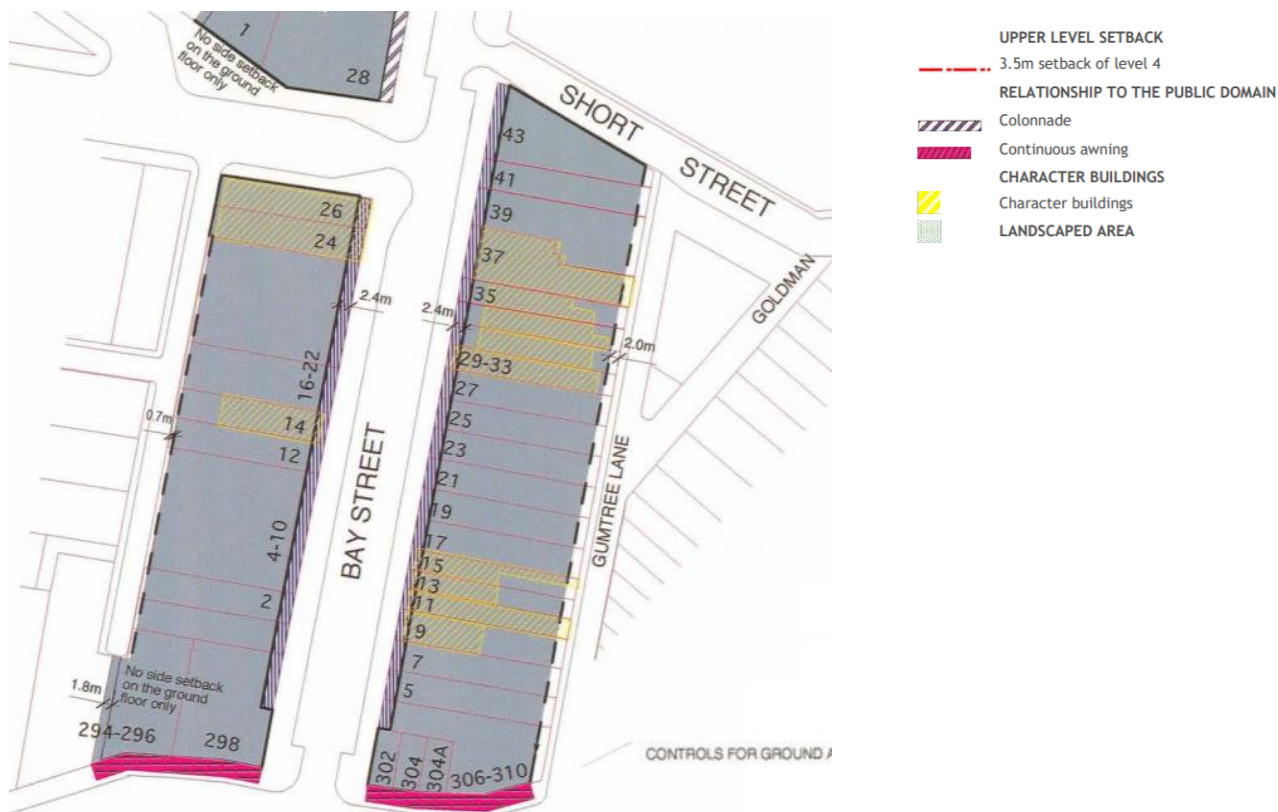 1
No side setback
on the ground
floor only
28
SHORT
STREET
43
41
39
37
35
29-33
27
25
23
21
19
17
15
13
11
9
7
5
26
24
2.4m
2.4m
2.0m
GOLDMAN
16-22
14
12
0.7m
4-10
2
BAY STREET
GUMTREE LANE
No side setback
on the ground
floor only
1.8m
294-296
298
302
304
304A
306-310
CONTROLS FOR GROUND
UPPER LEVEL SETBACK
3.5m setback of level 4
RELATIONSHIP TO THE PUBLIC DOMAIN
Colonnade
Continuous awning
CHARACTER BUILDINGS
Character buildings
LANDSCAPED AREA